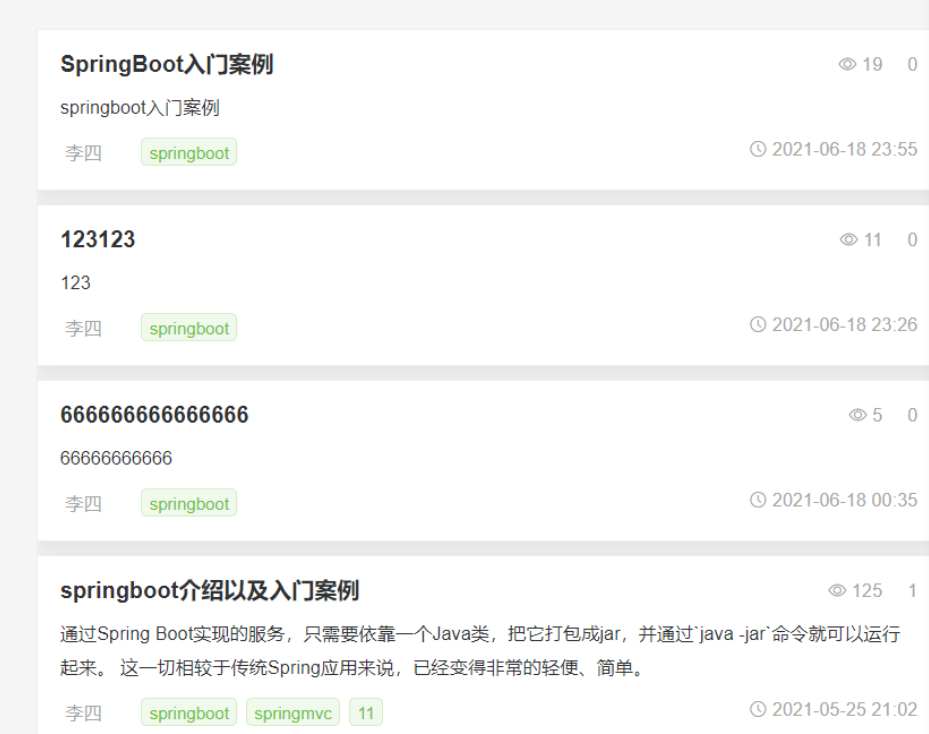 SpringBoot入门案例 19 0
springboot入门案例
李四 springboot 2021-06-18 23:55
123123 11 0
123
李四 springboot 2021-06-18 23:26
666666666666666 5 0
66666666666
李四 springboot 2021-06-18 00:35
springboot介绍以及入门案例 125 1
通过Spring Boot实现的服务，只需要依靠一个Java类，把它打包成jar，并通过`java -jar`命令就可以运行
起来。 这一切相较于传统Spring应用来说，已经变得非常的轻便、简单。
李四 springboot springmvc 11 2021-05-25 21:02